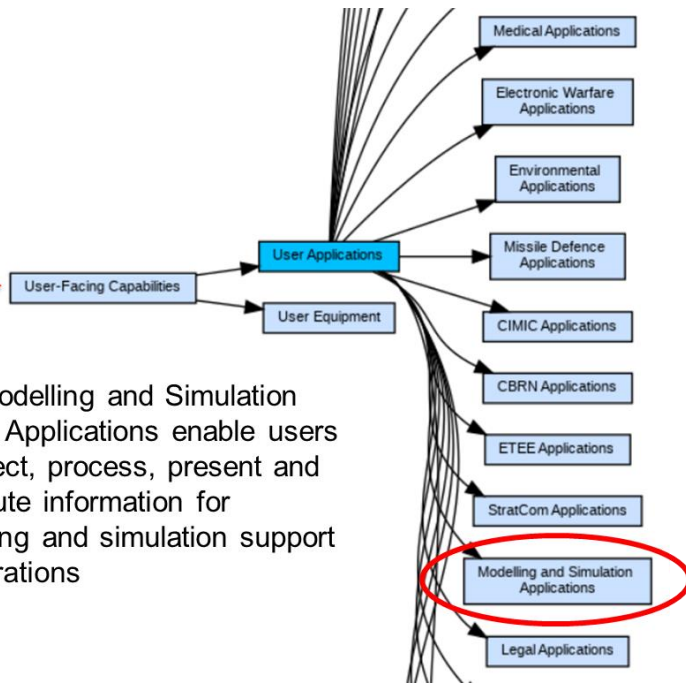 Medical Applications
Electronic Warfare
Applications
Environmental
Applications
User Applications
Missile Defence
Applications
User-Facing Capabilities
User Equipment
CIMIC Applications
CBRN Applications
odelling and Simulation
Applications enable users
ect, process, present and
ute information for
ng and simulation support
rations
ETEE Applications
StratCom Applications
Modelling and Simulation
Applications
Legal Applications